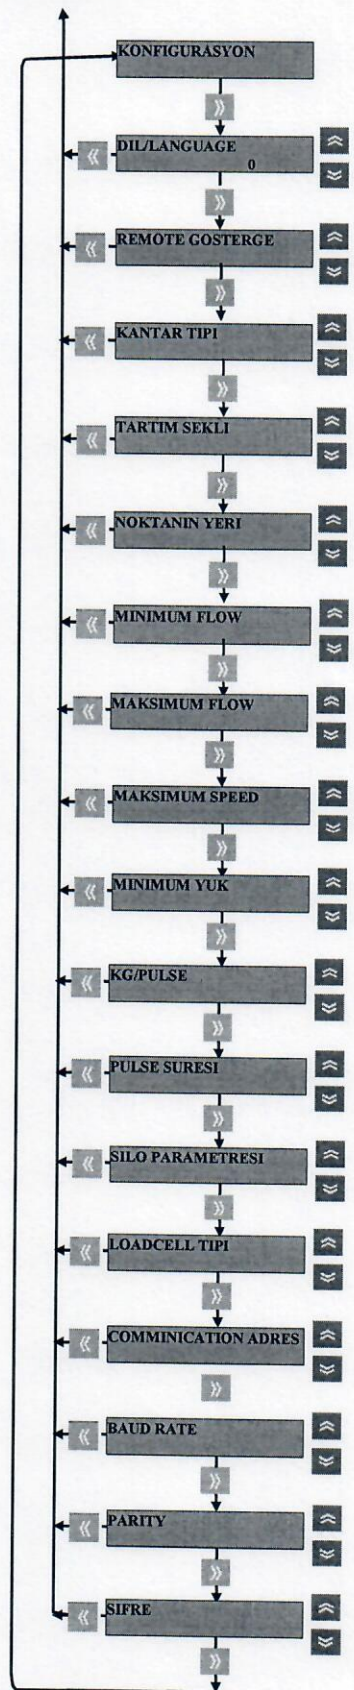 KONFIGURASYON
DIL/LANGUAGE
0
REMOTE GOSTERGE
KANTAR TIPI
TARTIM SEKLI
NOKTANIN YERI
MINIMUM FLOW
MAKSIMUM FLOW
MAKSIMUM SPEED
MINIMUM YUK
KG/PULSE
PULSE SURESI
SILO PARAMETRESI
LOADCELL TIPI
COMMINICATION ADRES
BAUD RATE
PARITY
SIFRE